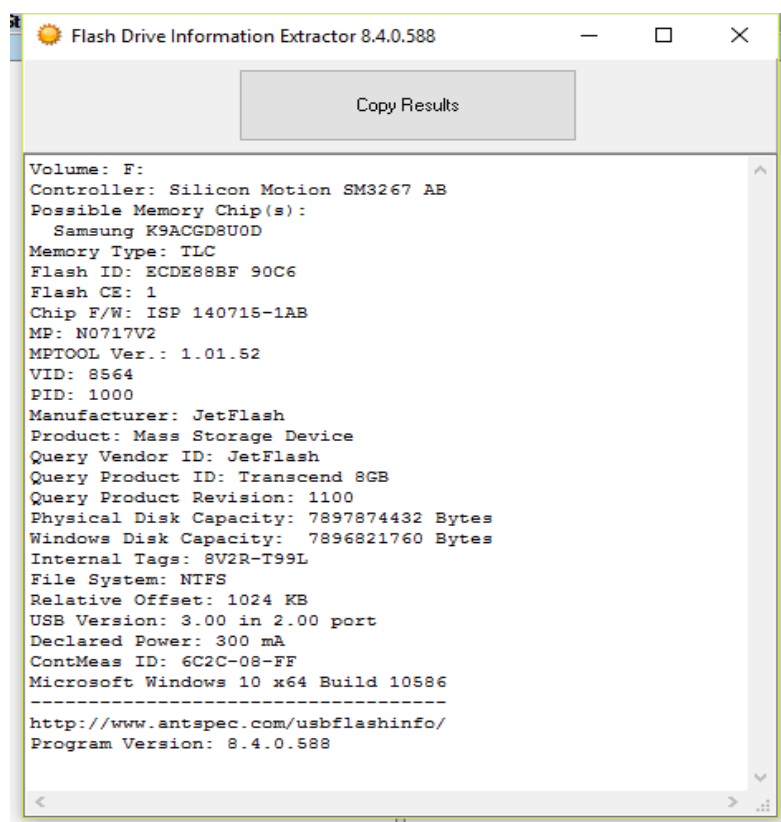 St
Flash Drive Information Extractor 8.4.0.588
Copy Results
Volume: F:
Controller: Silicon Motion SM3267 AB
Possible Memory Chip(s):
  Samsung K9ACGD8U0D
Memory Type: TLC
Flash ID: ECDE88BF 90C6
Flash CE: 1
Chip F/W: ISP 140715-1AB
MP: N0717V2
MPTOOL Ver.: 1.01.52
VID: 8564
PID: 1000
Manufacturer: JetFlash
Product: Mass Storage Device
Query Vendor ID: JetFlash
Query Product ID: Transcend 8GB
Query Product Revision: 1100
Physical Disk Capacity: 7897874432 Bytes
Windows Disk Capacity:  7896821760 Bytes
Internal Tags: 8V2R-T99L
File System: NTFS
Relative Offset: 1024 KB
USB Version: 3.00 in 2.00 port
Declared Power: 300 mA
ContMeas ID: 6C2C-08-FF
Microsoft Windows 10 x64 Build 10586
------------------------------------
http://www.antspec.com/usbflashinfo/
Program Version: 8.4.0.588